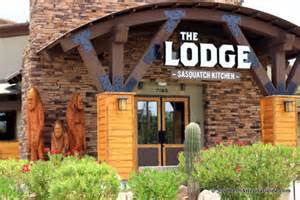 THE
LODGE
- SASQUATCH KITCHEN -